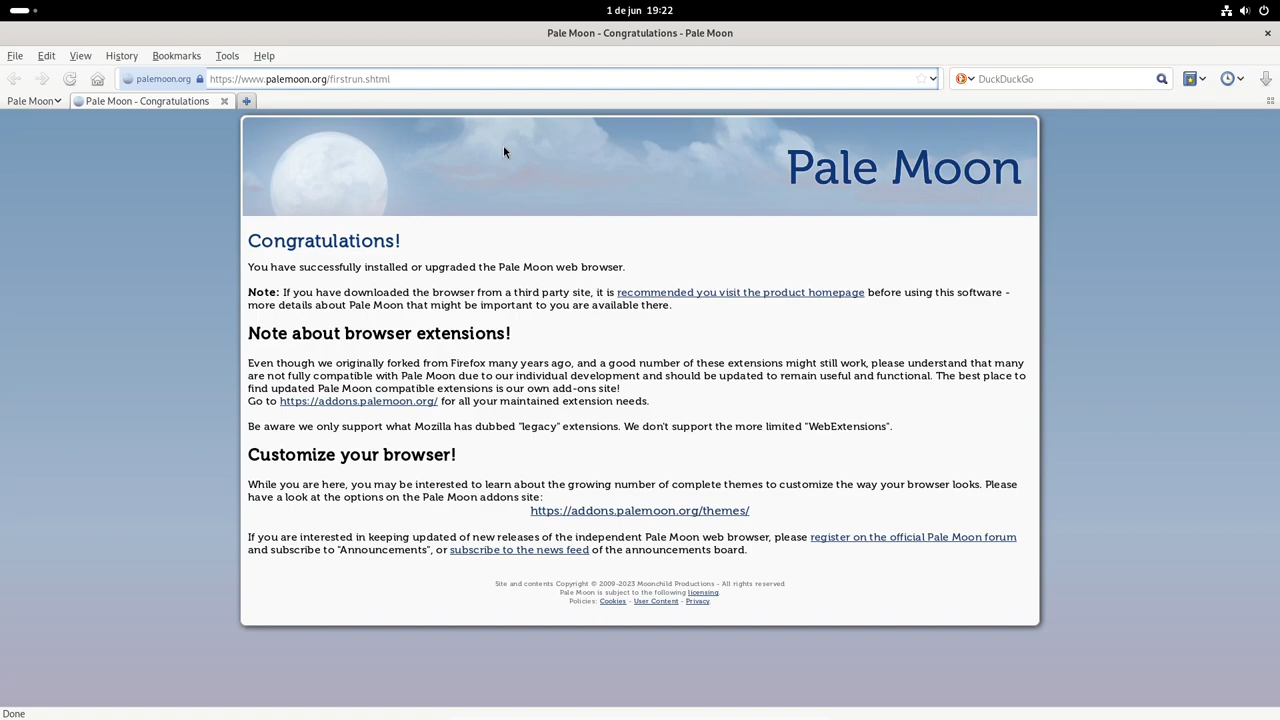 1 de jun 19:22
Pale Moon - Congratulations - Pale Moon
File Edit View History Bookmarks Tools Help
palemoon.org https://www.palemoon.org/firstrun.shtml DuckDuckGo
Pale Moon Pale Moon - Congratulations
Pale Moon
Congratulations!
You have successfully installed or upgraded the Pale Moon web browser.
Note: If you have downloaded the browser from a third party site, it is recommended you visit the product homepage before using this software -
more details about Pale Moon that might be important to you are available there.
Note about browser extensions!
Even though we originally forked from Firefox many years ago, and a good number of these extensions might still work, please understand that many
are not fully compatible with Pale Moon due to our individual development and should be updated to remain useful and functional. The best place to
find updated Pale Moon compatible extensions is our own add-ons site!
Go to https://addons.palemoon.org/ for all your maintained extension needs.
Be aware we only support what Mozilla has dubbed "legacy" extensions. We don't support the more limited "WebExtensions".
Customize your browser!
While you are here, you may be interested to learn about the growing number of complete themes to customize the way your browser looks. Please
have a look at the options on the Pale Moon addons site:
https://addons.palemoon.org/themes/
If you are interested in keeping updated of new releases of the independent Pale Moon web browser, please register on the official Pale Moon forum
and subscribe to "Announcements", or subscribe to the news feed of the announcements board.
Site and contents Copyright © 2009-2023 Moonchild Productions - All rights reserved
Pale Moon is subject to the following licensing.
Policies: Cookies - User Content - Privacy.
Done